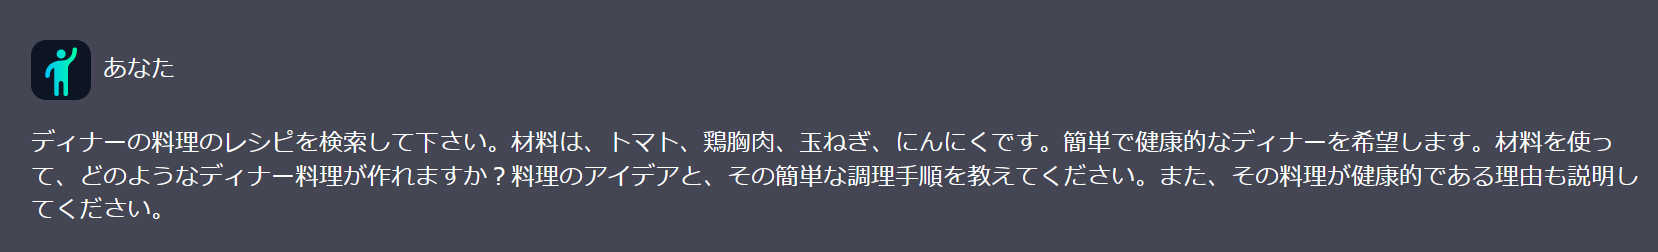 あなた
ディナーの料理のレシピを検索して下さい。材料は、トマト、鶏胸肉、玉ねぎ、にんにくです。簡単で健康的なディナーを希望します。材料を使っ
て、どのようなディナー料理が作れますか？料理のアイデアと、その簡単な調理手順を教えてください。また、その料理が健康的である理由も説明し
てください。